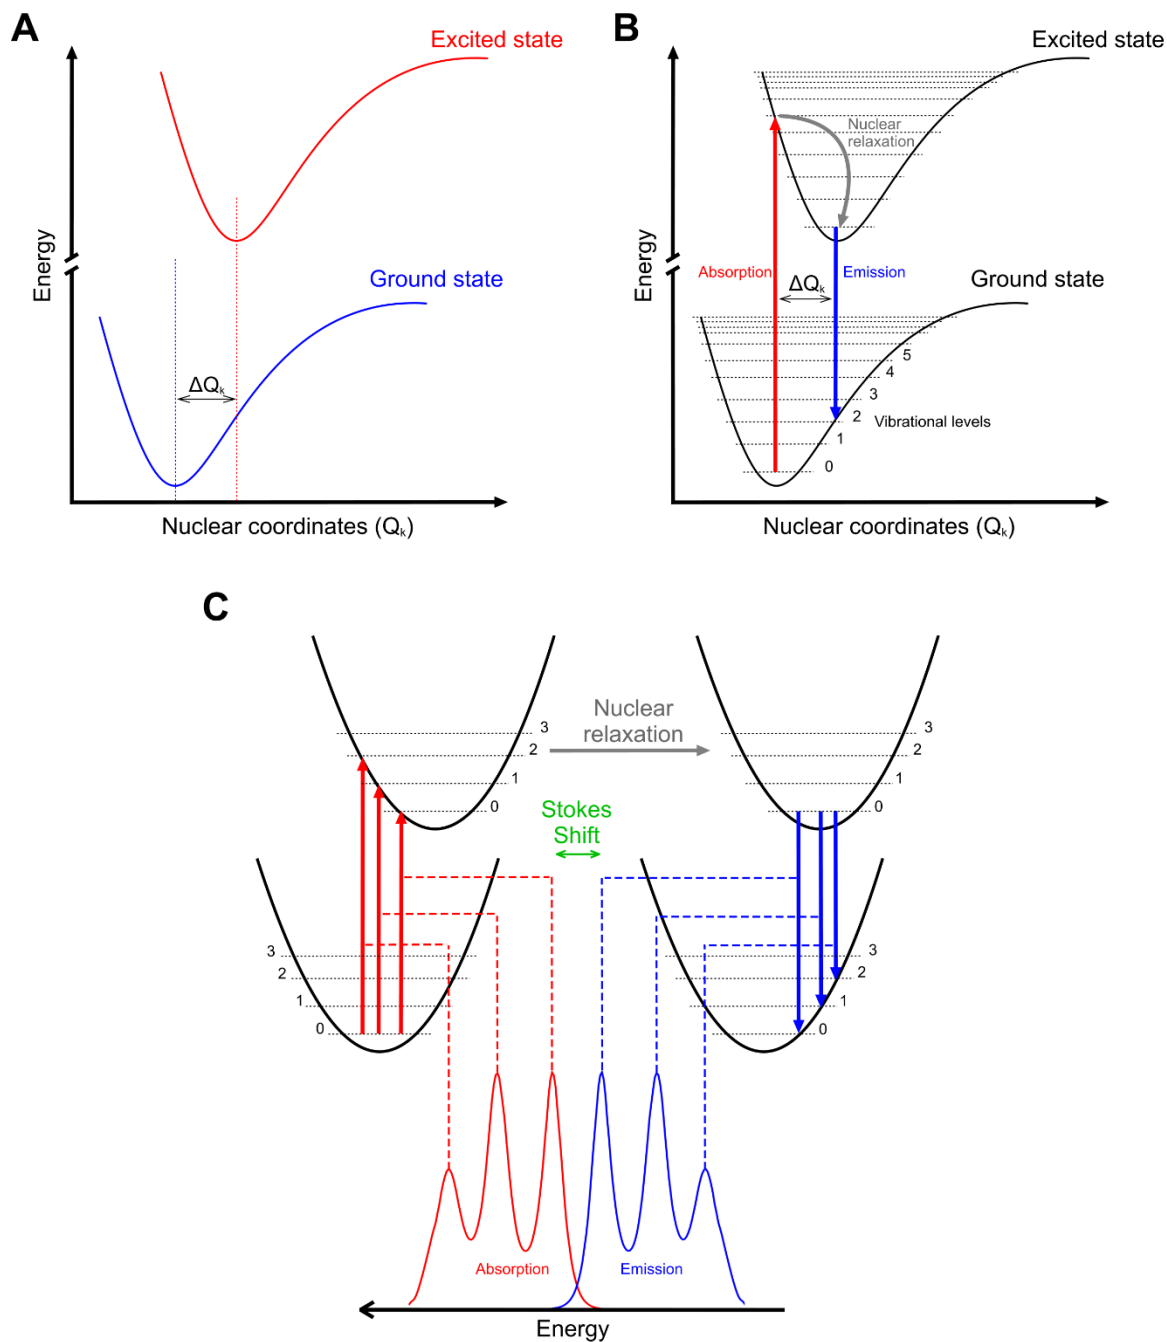 A
Excited state
Energy
Ground state
ΔQₖ
Nuclear coordinates (Qₖ)
B
Excited state
Nuclear
relaxation
Energy
Absorption
Emission
ΔQₖ
Ground state
5
4
3
2
Vibrational levels
1
0
Nuclear coordinates (Qₖ)
C
Nuclear
relaxation
3
2
1
0
3
2
1
0
Stokes
Shift
3
2
1
0
3
2
1
0
Absorption
Emission
Energy